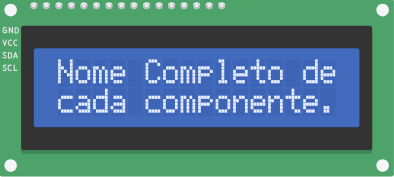 GND
VCC
SDA
SCL
Nome Completo de
cada componente.